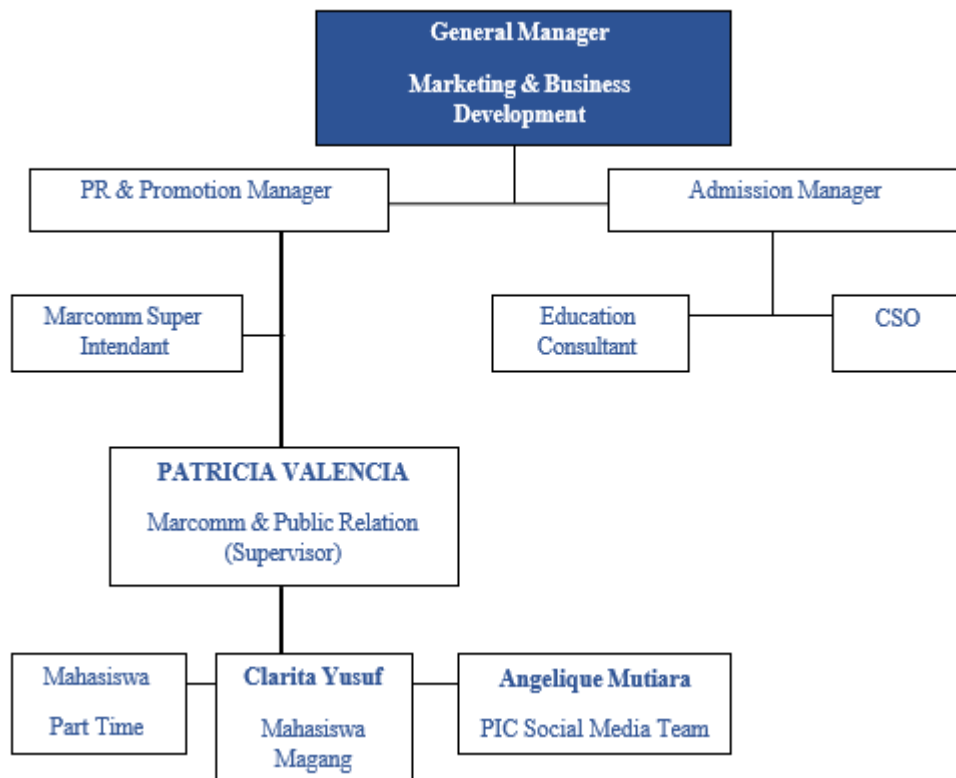 General Manager
Marketing & Business
Development
PR & Promotion Manager
Admission Manager
Marcomm Super
Intendant
Education
Consultant
CSO
PATRICIA VALENCIA
Marcomm & Public Relation
(Supervisor)
Mahasiswa
Part Time
Clarita Yusuf
Mahasiswa
Magang
Angelique Mutiara
PIC Social Media Team